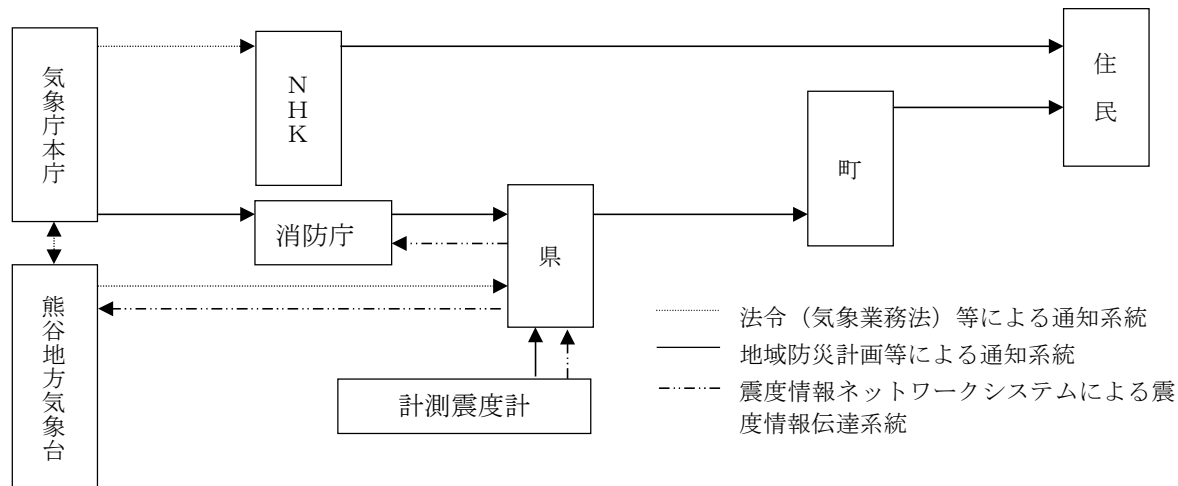 気象庁本庁
NHK
住民
町
消防庁
県
熊谷地方気象台
計測震度計
法令（気象業務法）等による通知系統
地域防災計画等による通知系統
震度情報ネットワークシステムによる震
度情報伝達系統